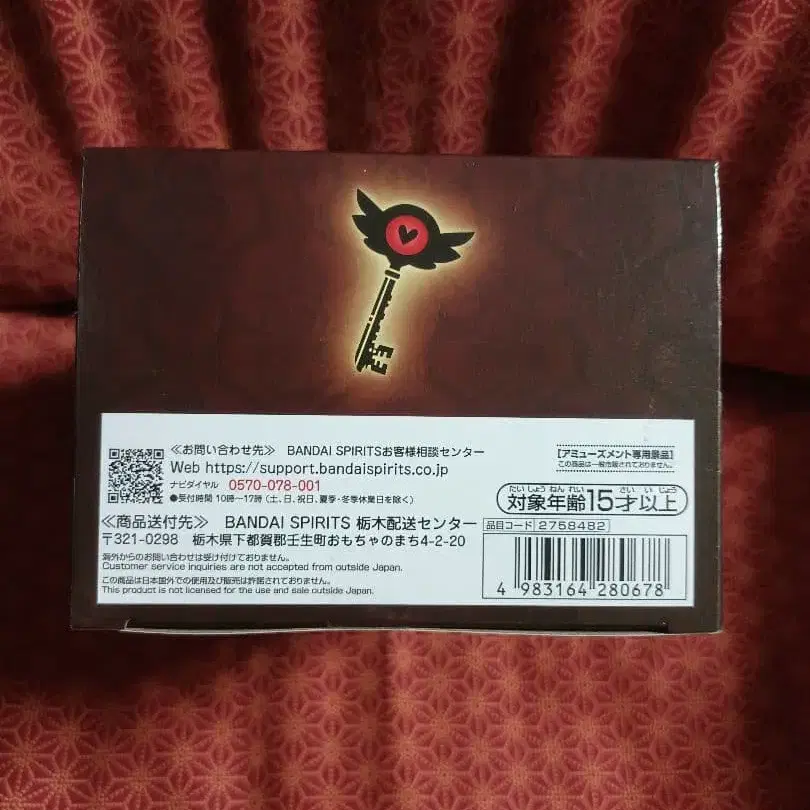 ≪お問い合わせ先≫ BANDAI SPIRITSお客様相談センター
Web https://support.bandaispirits.co.jp
ナビダイヤル 0570-078-001
●受付時間 10時～17時 (土、日、祝日、夏季・冬季休業日を除く)
【アミューズメント専用景品】
この商品は一般市販されておりません。
たいしょうねんれい さいいじょう
対象年齢15才以上
≪商品送付先≫ BANDAI SPIRITS 栃木配送センター
〒321-0298 栃木県下都賀郡壬生町おもちゃのまち4-2-20
海外からのお問い合わせは受け付けておりません。
Customer service inquiries are not accepted from outside Japan.
この商品は日本国外での使用及び販売は許諾されておりません。
This product is not licensed for the use and sale outside Japan.
品目コード 2758482
4 983164 280678